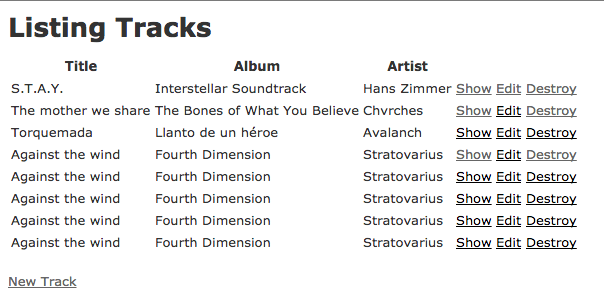 Listing Tracks
Title Album Artist
S.T.A.Y. Interstellar Soundtrack Hans Zimmer Show Edit Destroy
The mother we share The Bones of What You Believe Chvrches Show Edit Destroy
Torquemada Llanto de un héroe Avalanch Show Edit Destroy
Against the wind Fourth Dimension Stratovarius Show Edit Destroy
Against the wind Fourth Dimension Stratovarius Show Edit Destroy
Against the wind Fourth Dimension Stratovarius Show Edit Destroy
Against the wind Fourth Dimension Stratovarius Show Edit Destroy
Against the wind Fourth Dimension Stratovarius Show Edit Destroy
New Track